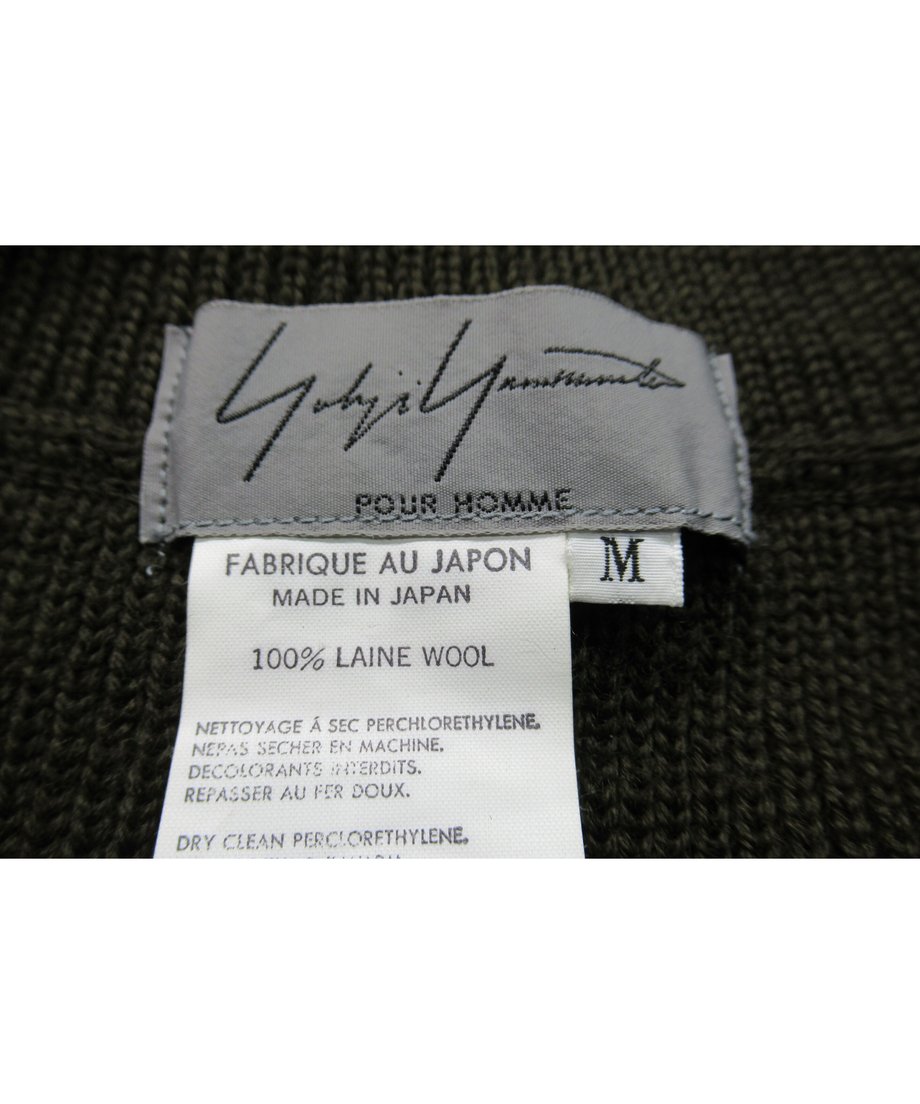 Yohji Yamamoto
POUR HOMME
M
FABRIQUE AU JAPON
MADE IN JAPAN
100% LAINE WOOL
NETTOYAGE Á SEC PERCHLORETHYLENE.
NEPAS SECHER EN MACHINE.
DECOLORANTS INTERDITS.
REPASSER AU FER DOUX.
DRY CLEAN PERCLORETHYLENE.